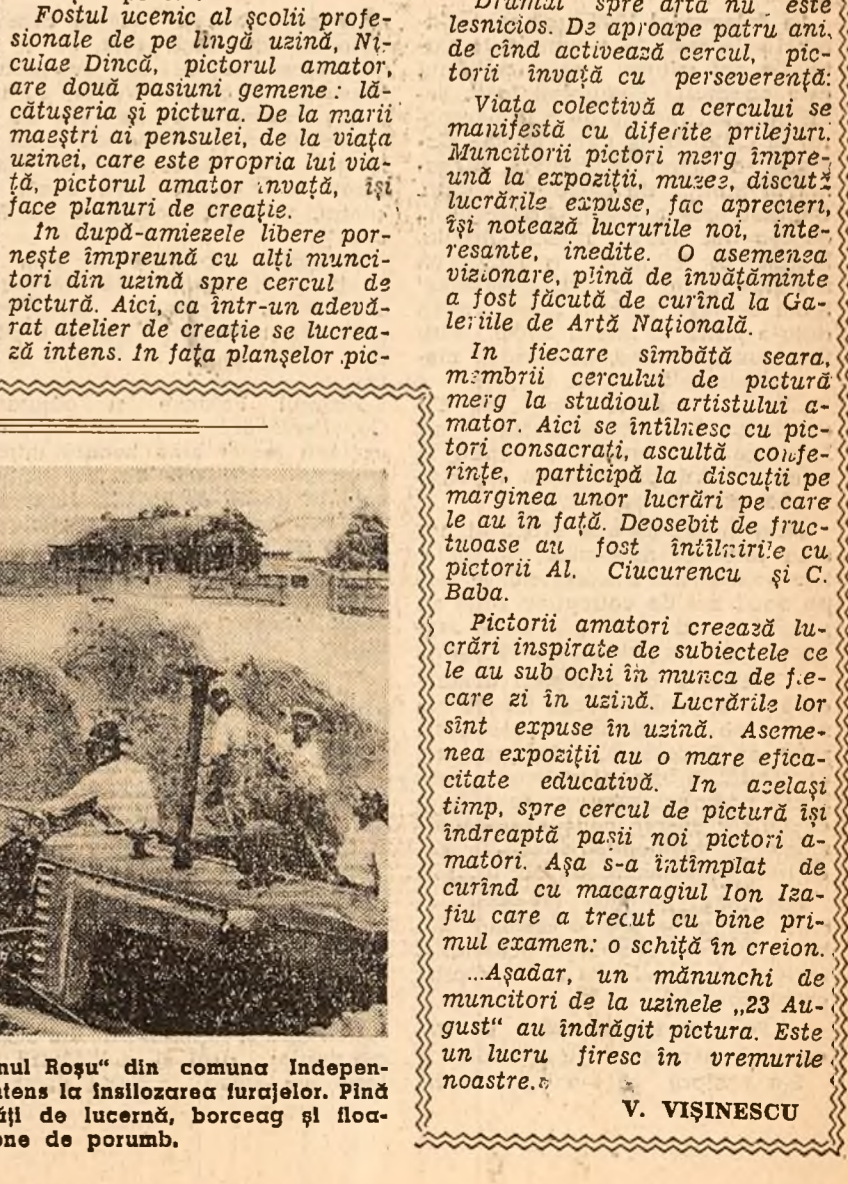 Fostul ucenic al școlii profe-
sionale de pe lîngă uzină, Ni-
culae Dincă, pictorul amator,
are două pasiuni gemene: lă-
cătușeria și pictura. De la marii
maeștri ai pensulei, de la viața
uzinei, care este propria lui via-
ță, pictorul amator învață, își
face planuri de creație.
In după-amiezele libere por-
nește împreună cu alți munci-
tori din uzină spre cercul de
pictură. Aici, ca într-un adevă-
rat atelier de creație se lucrea-
ză intens. In fața planșelor pic-
Drumul spre artă nu este
lesnicios. De aproape patru ani,
de cînd activează cercul, pic-
torii învață cu perseverență:
Viața colectivă a cercului se
manifestă cu diferite prilejuri.
Muncitorii pictori merg împre-
ună la expoziții, muzee, discută
lucrările expuse, fac aprecieri,
își notează lucrurile noi, inte-
resante, inedite. O asemenea
vizionare, plină de învățăminte
a fost făcută de curînd la Ga-
leriile de Artă Națională.
In fiecare sîmbătă seara,
membrii cercului de pictură
merg la studioul artistului a-
mator. Aici se întîlnesc cu pic-
tori consacrați, ascultă confe-
rințe, participă la discuții pe
marginea unor lucrări pe care
le au în față. Deosebit de fruc-
tuoase au fost întîlnirile cu
pictorii Al. Ciucurencu și C.
Baba.
Pictorii amatori creează lu-
crări inspirate de subiectele ce
le au sub ochi în munca de fie-
care zi în uzină. Lucrările lor
sînt expuse în uzină. Aseme-
nea expoziții au o mare efica-
citate educativă. In același
timp, spre cercul de pictură își
îndreaptă pașii noi pictori a-
matori. Așa s-a întîmplat de
curînd cu macaragiul Ion Iza-
fiu care a trecut cu bine pri-
mul examen: o schiță în creion.
...Așadar, un mănunchi de
muncitori de la uzinele „23 Au-
gust“ au îndrăgit pictura. Este
un lucru firesc în vremurile
noastre.
V. VIȘINESCU
nul Roșu“ din comuna Indepen-
tens la însilozarea furajelor. Pînă
ăți de lucernă, borceag și floa-
one de porumb.